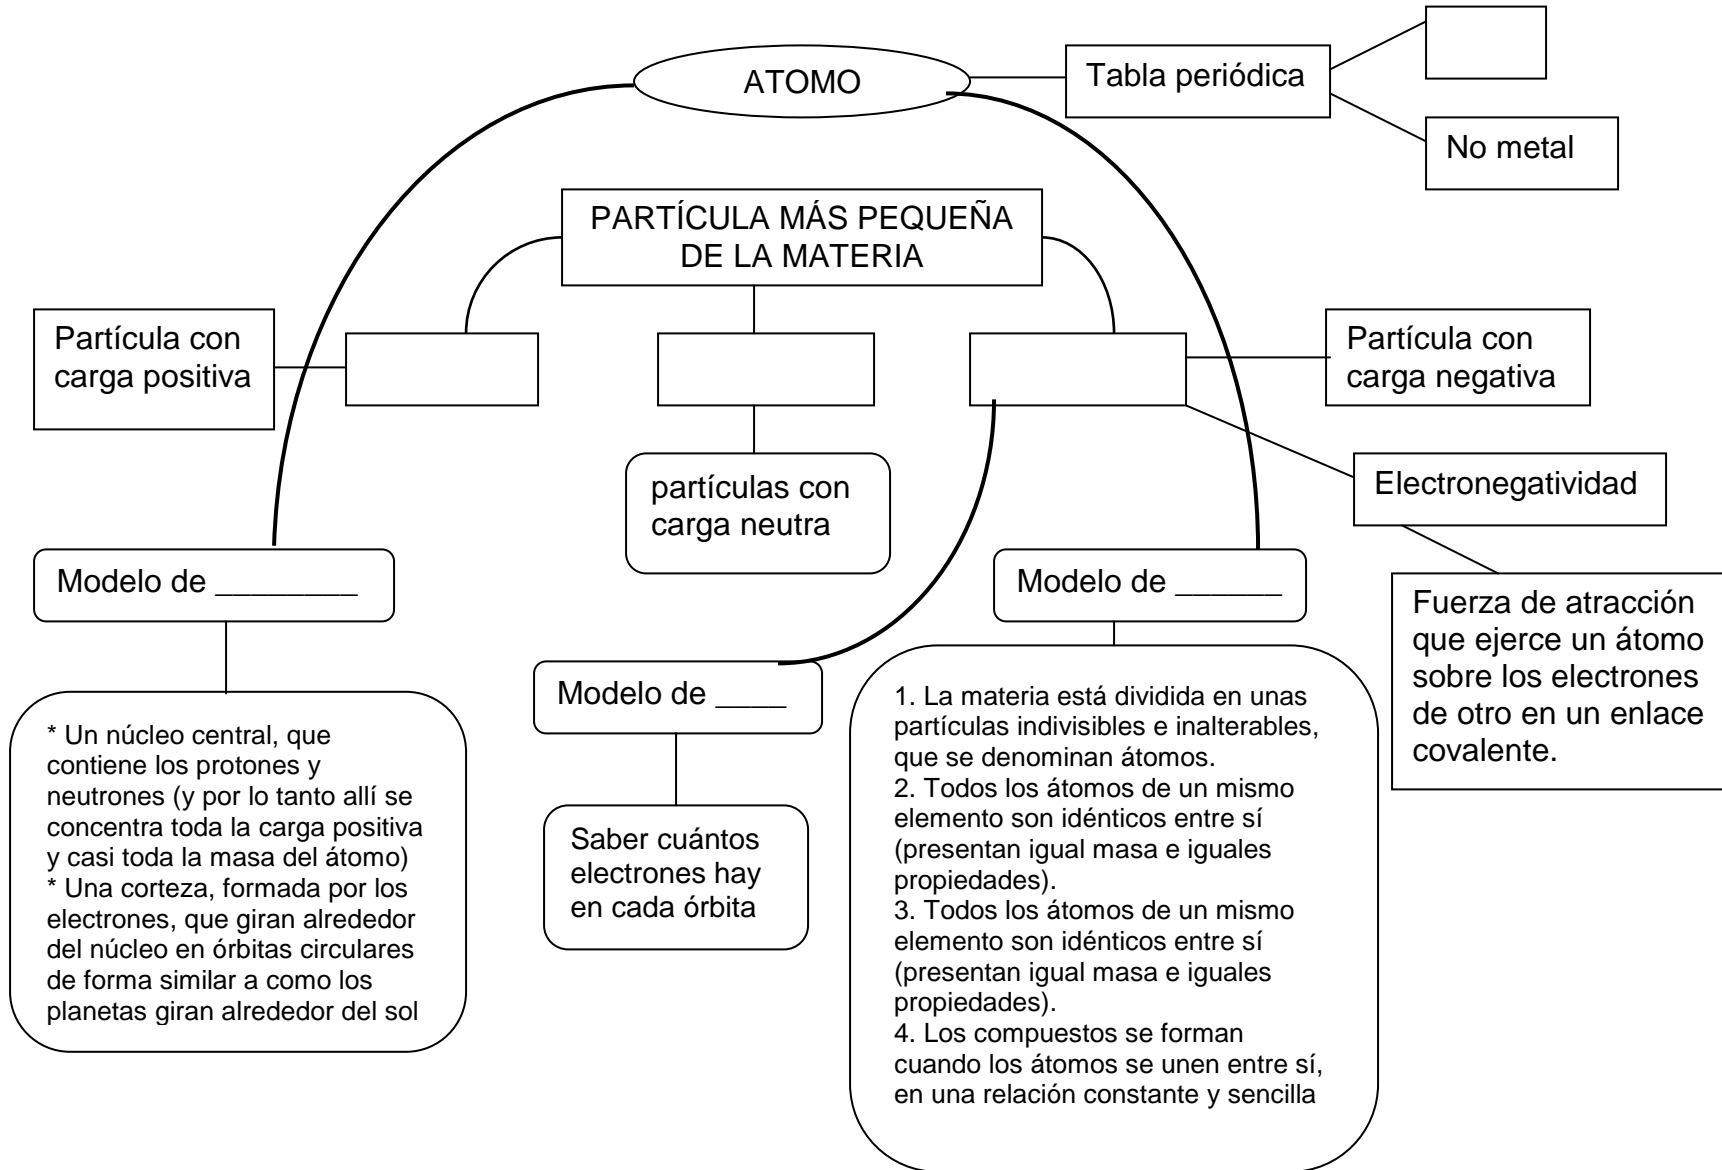 ATOMO
Tabla periódica
No metal
PARTÍCULA MÁS PEQUEÑA
DE LA MATERIA
Partícula con
carga positiva
Partícula con
carga negativa
partículas con
carga neutra
Electronegatividad
Modelo de ________
Modelo de ______
Fuerza de atracción
que ejerce un átomo
sobre los electrones
de otro en un enlace
covalente.
Modelo de ____
* Un núcleo central, que
contiene los protones y
neutrones (y por lo tanto allí se
concentra toda la carga positiva
y casi toda la masa del átomo)
* Una corteza, formada por los
electrones, que giran alrededor
del núcleo en órbitas circulares
de forma similar a como los
planetas giran alrededor del sol
Saber cuántos
electrones hay
en cada órbita
1. La materia está dividida en unas
partículas indivisibles e inalterables,
que se denominan átomos.
2. Todos los átomos de un mismo
elemento son idénticos entre sí
(presentan igual masa e iguales
propiedades).
3. Todos los átomos de un mismo
elemento son idénticos entre sí
(presentan igual masa e iguales
propiedades).
4. Los compuestos se forman
cuando los átomos se unen entre sí,
en una relación constante y sencilla